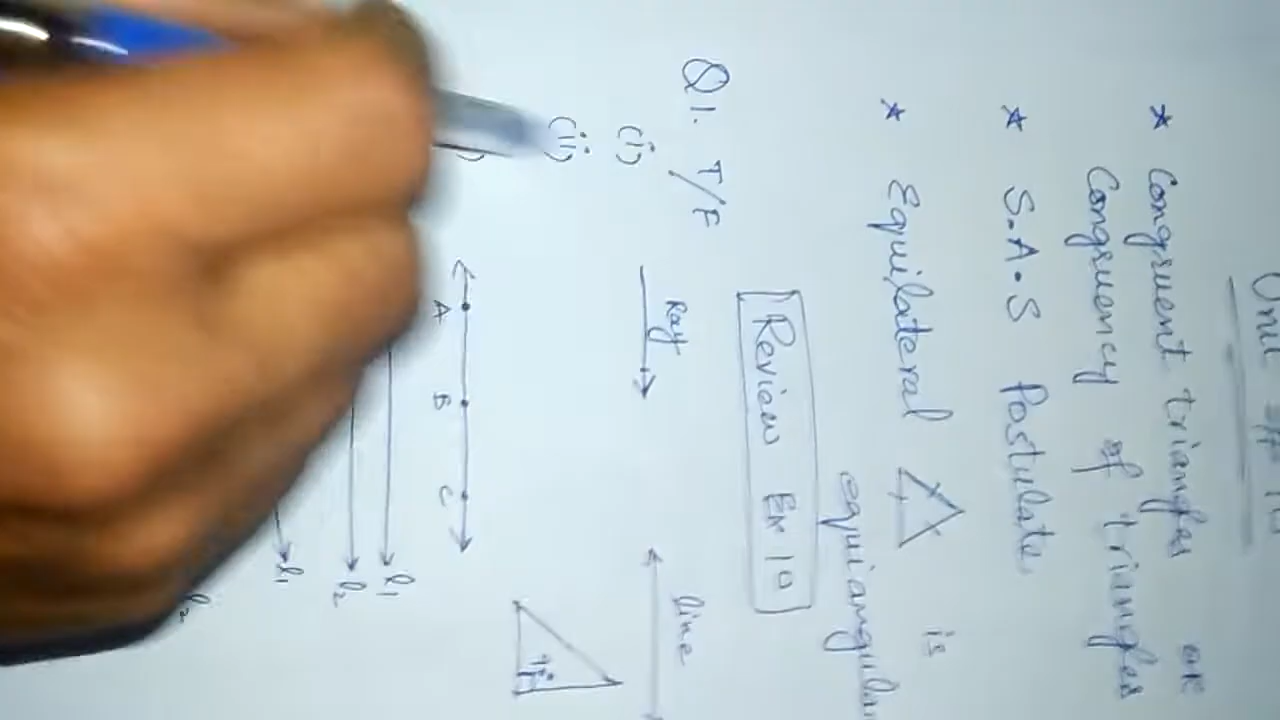 * Congruent triangles or
Congruency of triangles
* S.A.S Postulate
* Equilateral △ is
equiangular
Review Ex 10
Q1. T/F
(i) Ray line
(ii)
A B C
l1
l2
l1
l2